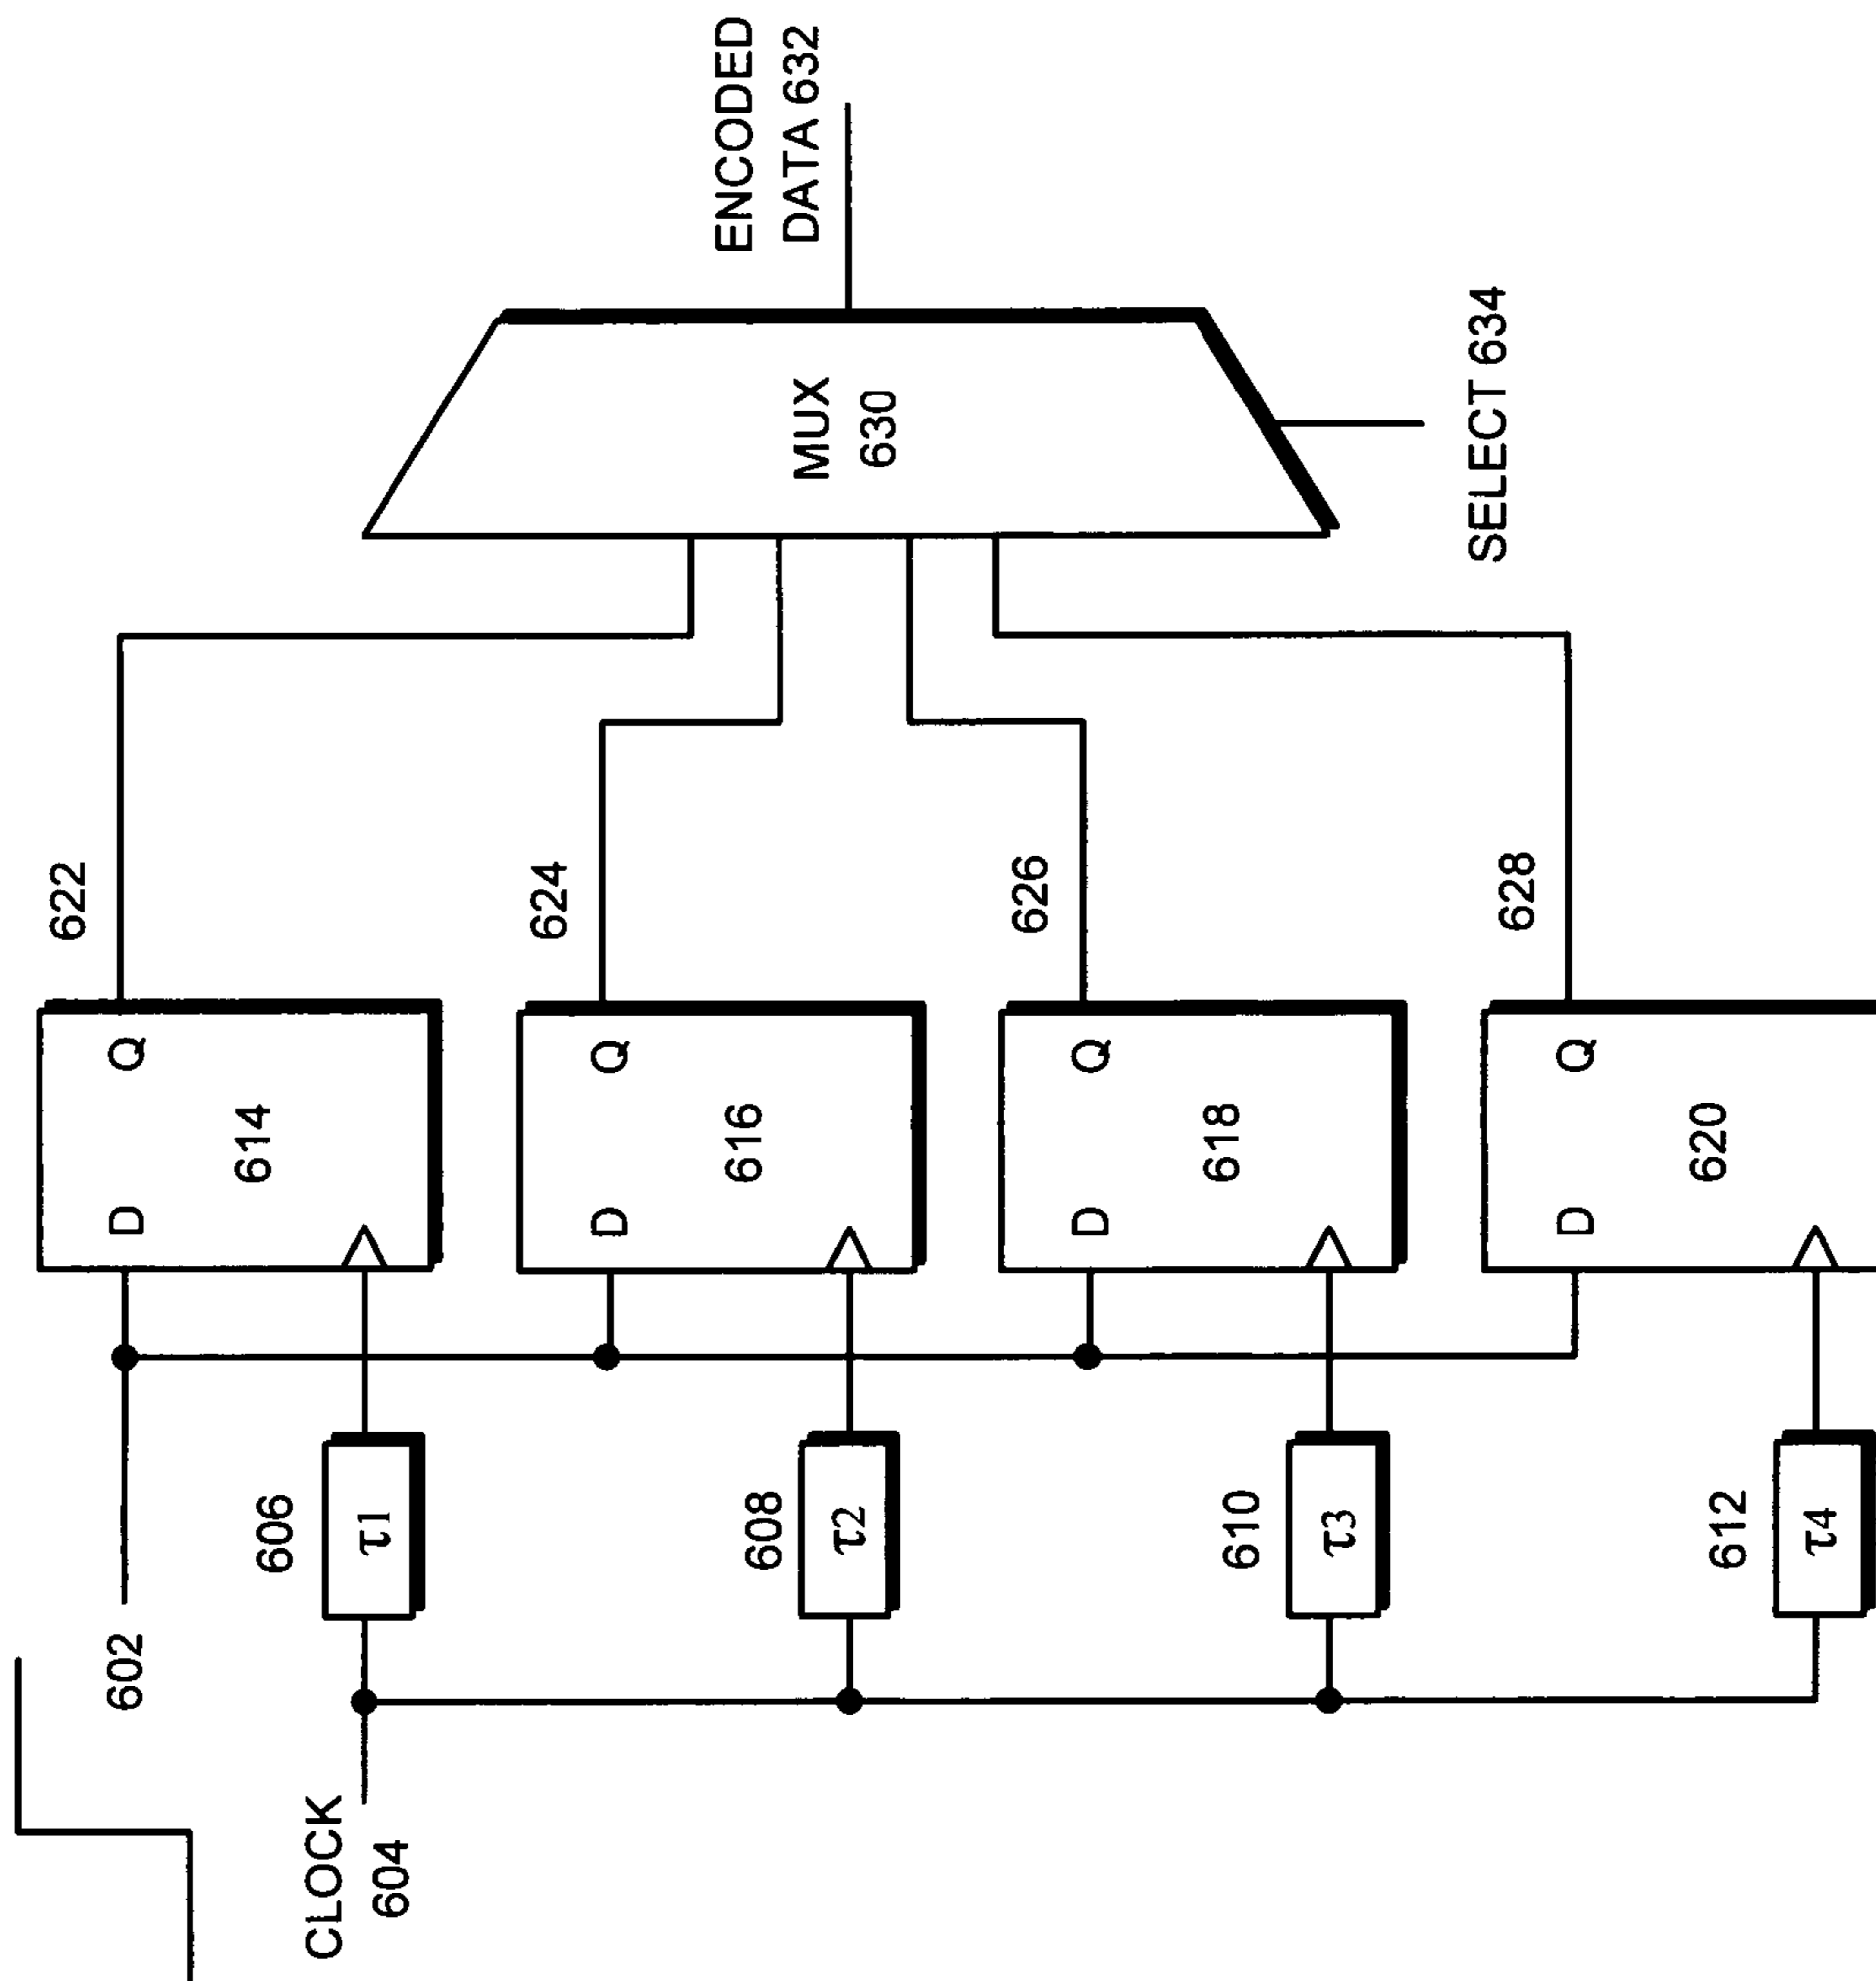 602
CLOCK
604
606
τ1
608
τ2
610
τ3
612
τ4
D
Q
614
D
Q
616
D
Q
618
D
Q
620
622
624
626
628
MUX
630
SELECT 634
ENCODED
DATA 632